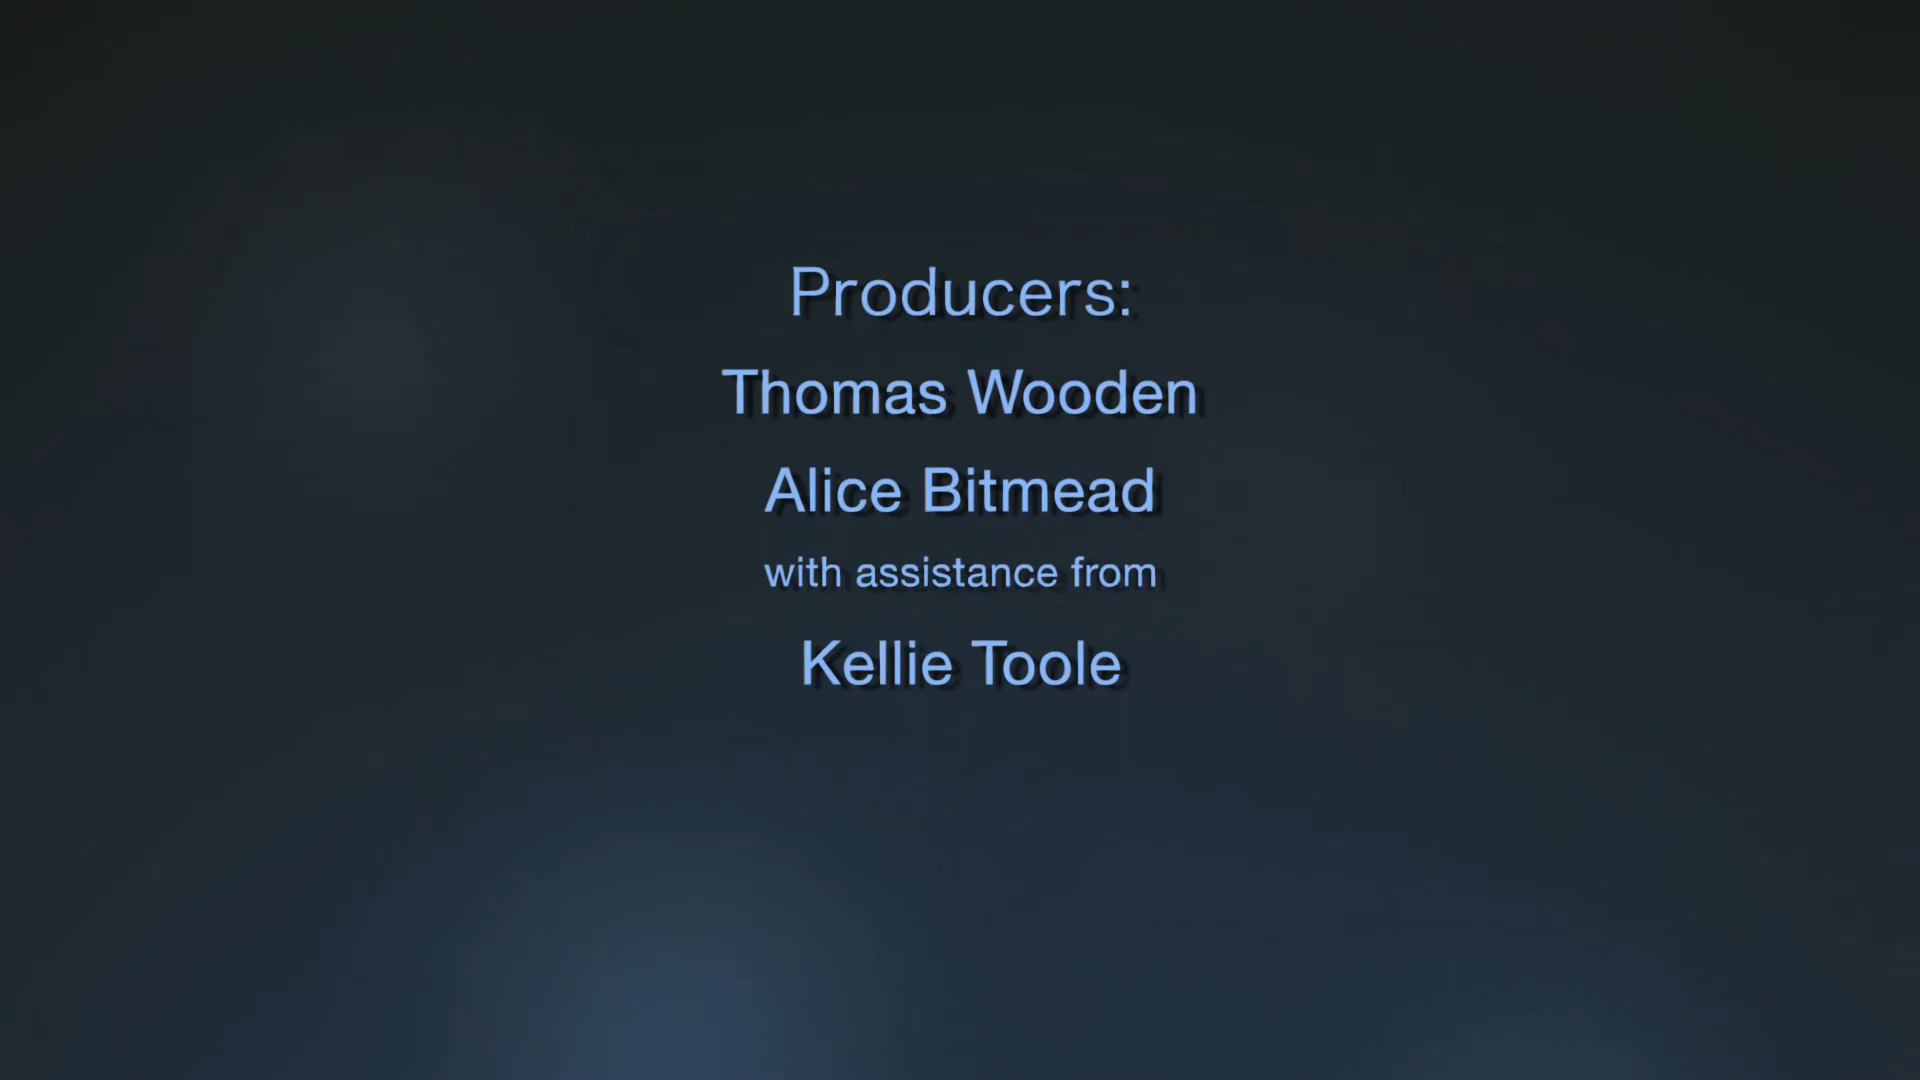 Producers:
Thomas Wooden
Alice Bitmead
with assistance from
Kellie Toole